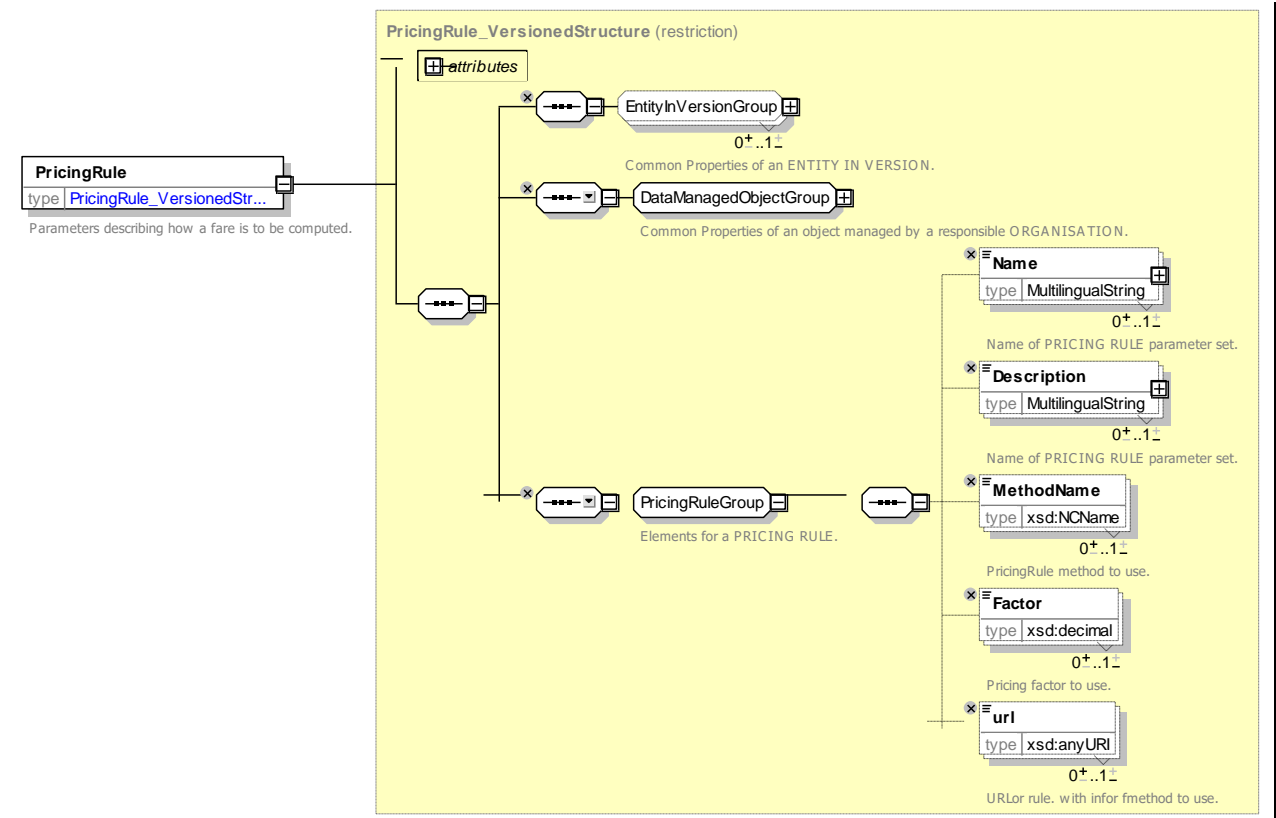 PricingRule_VersionedStructure (restriction)
attributes
EntityInVersionGroup
0..1
Common Properties of an ENTITY IN VERSION.
PricingRule
type PricingRule_VersionedStr...
Parameters describing how a fare is to be computed.
DataManagedObjectGroup
Common Properties of an object managed by a responsible ORGANISATION.
Name
type MultilingualString
0..1
Name of PRICING RULE parameter set.
Description
type MultilingualString
0..1
Name of PRICING RULE parameter set.
PricingRuleGroup
Elements for a PRICING RULE.
MethodName
type xsd:NCName
0..1
PricingRule method to use.
Factor
type xsd:decimal
0..1
Pricing factor to use.
url
type xsd:anyURI
0..1
URLor rule. with infor fmethod to use.